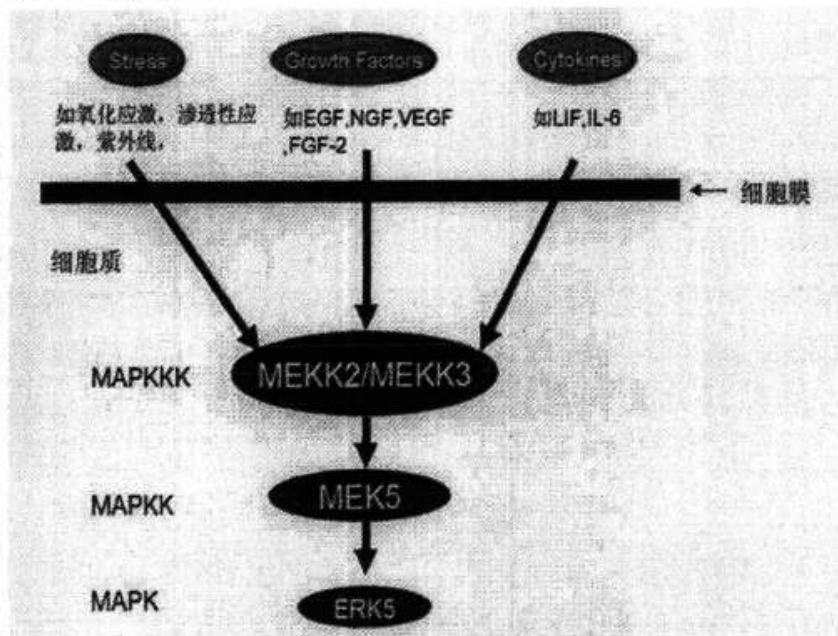 Stress
Growth Factors
Cytokines
如氧化应激，渗透性应
激，紫外线，
如EGF,NGF,VEGF
,FGF-2
如LIF,IL-6
细胞膜
细胞质
MAPKKK
MEKK2/MEKK3
MAPKK
MEK5
MAPK
ERK5